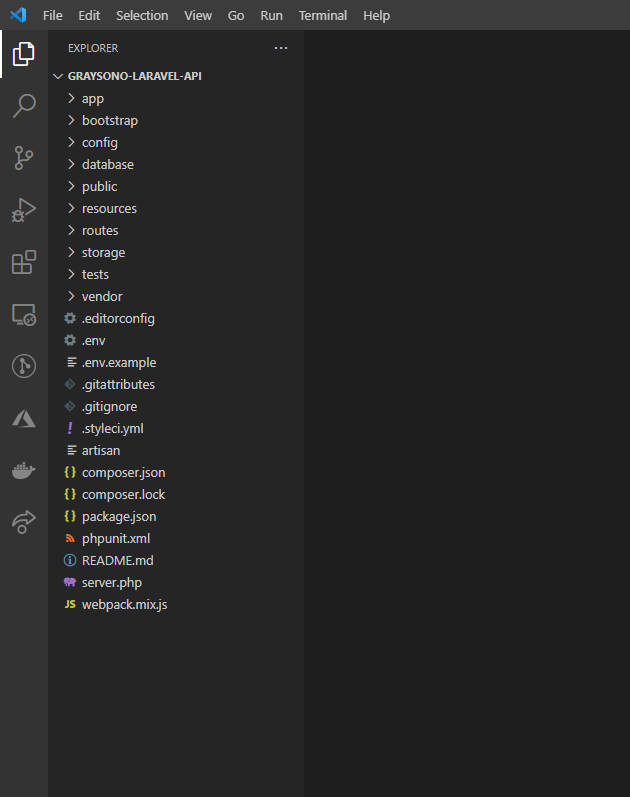 File Edit Selection View Go Run Terminal Help
EXPLORER
GRAYSONO-LARAVEL-API
app
bootstrap
config
database
public
resources
routes
storage
tests
vendor
.editorconfig
.env
.env.example
.gitattributes
.gitignore
! .styleci.yml
artisan
{} composer.json
{} composer.lock
{} package.json
phpunit.xml
README.md
server.php
JS webpack.mix.js